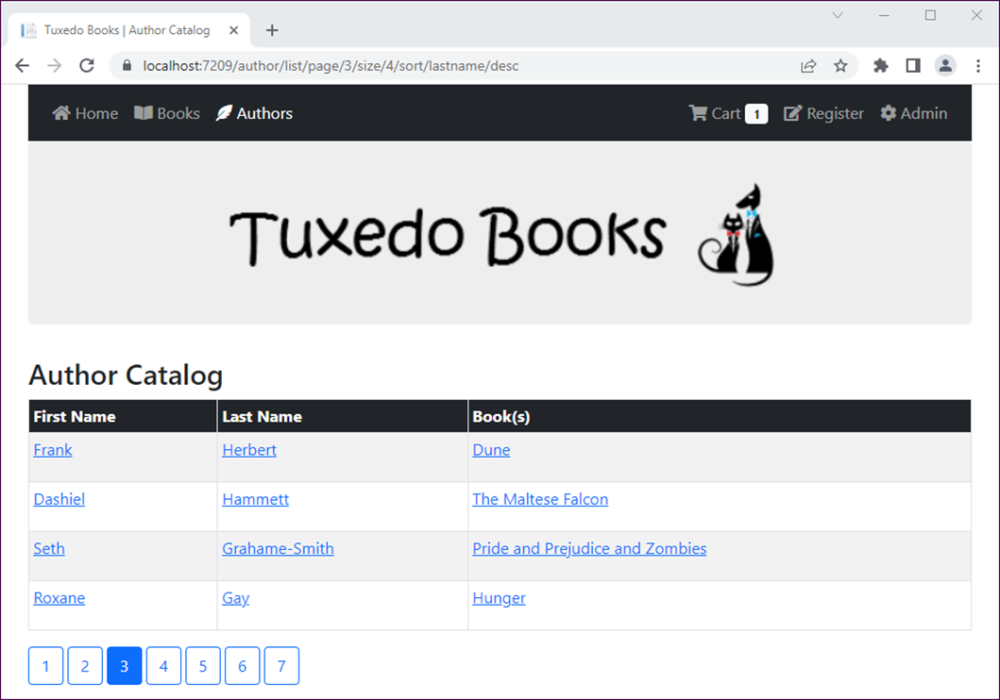 Tuxedo Books | Author Catalog
localhost:7209/author/list/page/3/size/4/sort/lastname/desc
Home Books Authors Cart 1 Register Admin
Tuxedo Books
Author Catalog
First Name Last Name Book(s)
Frank Herbert Dune
Dashiel Hammett The Maltese Falcon
Seth Grahame-Smith Pride and Prejudice and Zombies
Roxane Gay Hunger
1 2 3 4 5 6 7